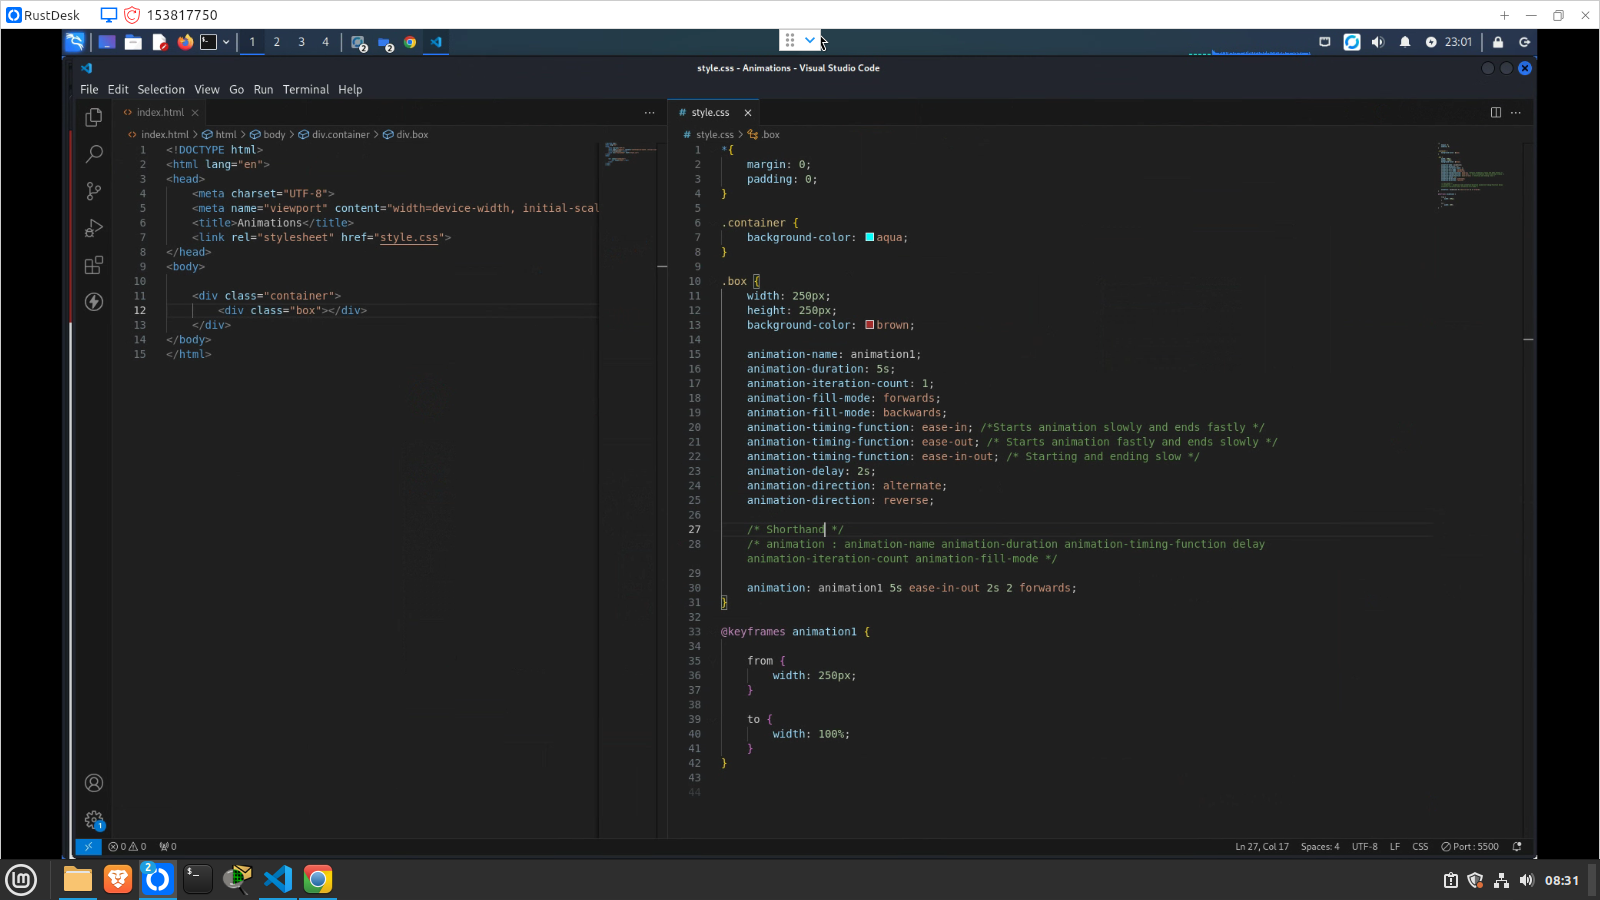 RustDesk
153817750
1 2 3 4
2 2
23:01
style.css - Animations - Visual Studio Code
File Edit Selection View Go Run Terminal Help
index.html
index.html > html > body > div.container > div.box
1 <!DOCTYPE html>
2 <html lang="en">
3 <head>
4 <meta charset="UTF-8">
5 <meta name="viewport" content="width=device-width, initial-scal
6 <title>Animations</title>
7 <link rel="stylesheet" href="style.css">
8 </head>
9 <body>
10
11 <div class="container">
12 <div class="box"></div>
13 </div>
14 </body>
15 </html>
# style.css
# style.css > .box
1 *{
2 margin: 0;
3 padding: 0;
4 }
5
6 .container {
7 background-color: aqua;
8 }
9
10 .box {
11 width: 250px;
12 height: 250px;
13 background-color: brown;
14
15 animation-name: animation1;
16 animation-duration: 5s;
17 animation-iteration-count: 1;
18 animation-fill-mode: forwards;
19 animation-fill-mode: backwards;
20 animation-timing-function: ease-in; /*Starts animation slowly and ends fastly */
21 animation-timing-function: ease-out; /* Starts animation fastly and ends slowly */
22 animation-timing-function: ease-in-out; /* Starting and ending slow */
23 animation-delay: 2s;
24 animation-direction: alternate;
25 animation-direction: reverse;
26
27 /* Shorthand */
28 /* animation : animation-name animation-duration animation-timing-function delay
animation-iteration-count animation-fill-mode */
29
30 animation: animation1 5s ease-in-out 2s 2 forwards;
31 }
32
33 @keyframes animation1 {
34
35 from {
36 width: 250px;
37 }
38
39 to {
40 width: 100%;
41 }
42 }
43
44
1
0 0 0
Ln 27, Col 17 Spaces: 4 UTF-8 LF CSS Port : 5500
2
08:31